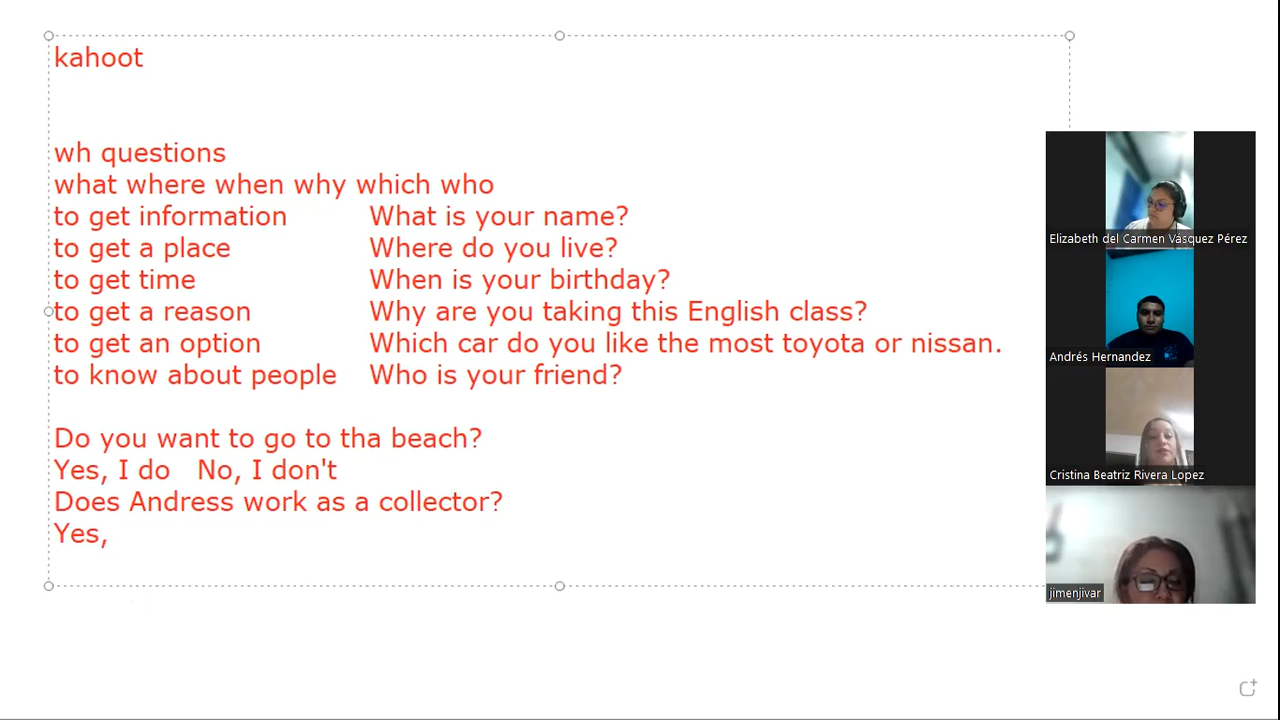 kahoot
wh questions
what where when why which who
to get information What is your name?
to get a place Where do you live?
to get time When is your birthday?
to get a reason Why are you taking this English class?
to get an option Which car do you like the most toyota or nissan.
to know about people Who is your friend?
Do you want to go to tha beach?
Yes, I do No, I don't
Does Andress work as a collector?
Yes,
Elizabeth del Carmen Vásquez Pérez
Andrés Hernandez
Cristina Beatriz Rivera Lopez
jimenjivar